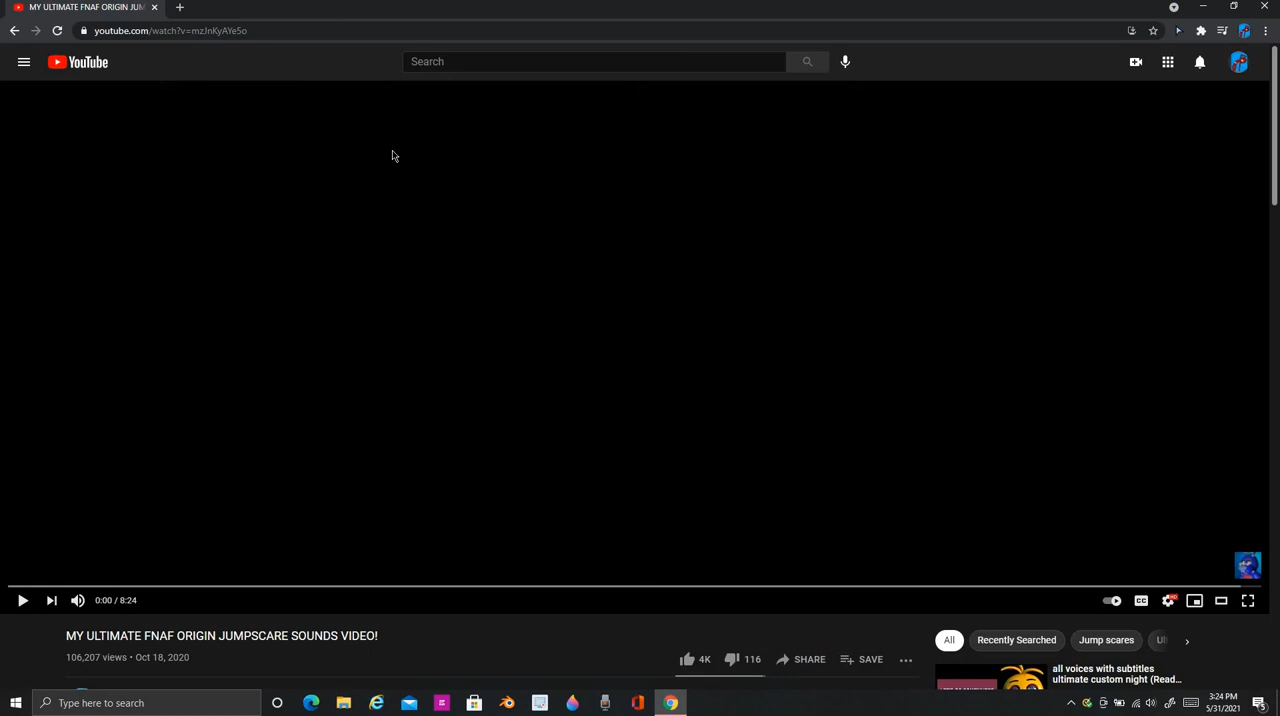 MY ULTIMATE FNAF ORIGIN JUM
youtube.com/watch?v=mzJnKyAYe5o
YouTube
Search
0:00 / 8:24
CC
HD
MY ULTIMATE FNAF ORIGIN JUMPSCARE SOUNDS VIDEO!
106,207 views • Oct 18, 2020
4K
116
SHARE
SAVE
All
Recently Searched
Jump scares
all voices with subtitles
ultimate custom night (Read...
Type here to search
3:24 PM
5/31/2021